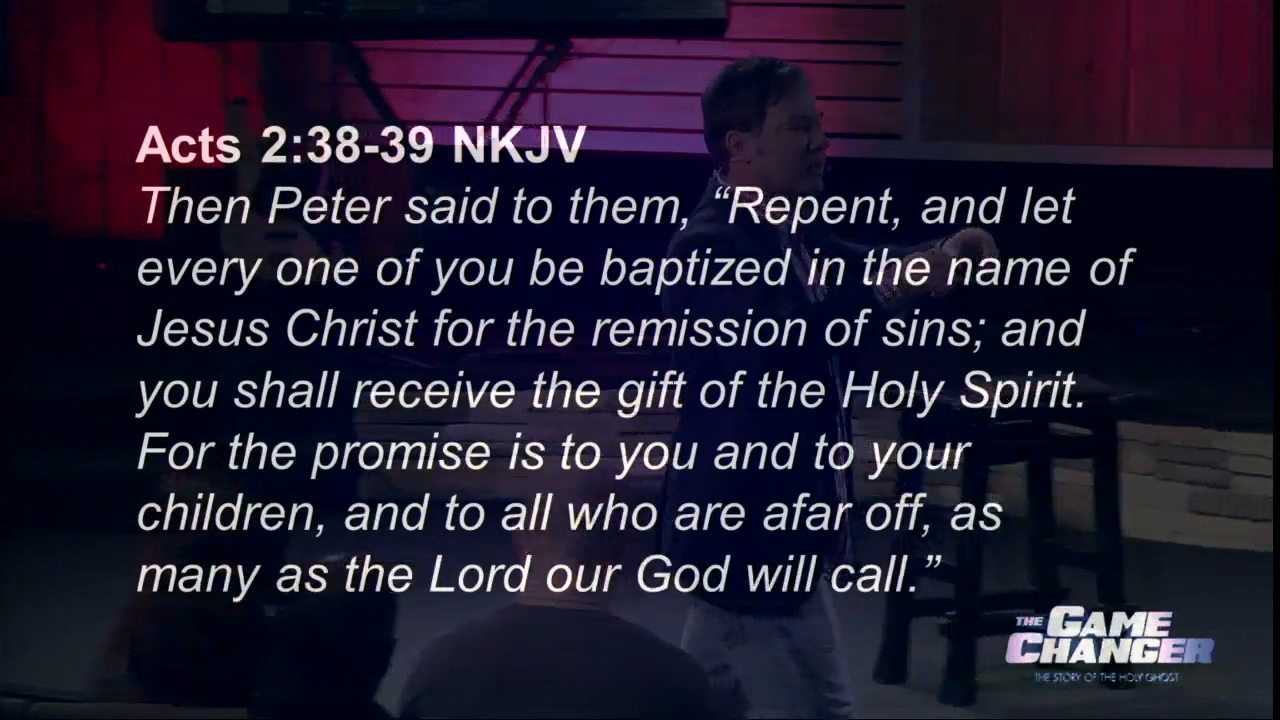 Acts 2:38-39 NKJV
Then Peter said to them, “Repent, and let
every one of you be baptized in the name of
Jesus Christ for the remission of sins; and
you shall receive the gift of the Holy Spirit.
For the promise is to you and to your
children, and to all who are afar off, as
many as the Lord our God will call.”
THE GAME
CHANGER
THE STORY OF THE HOLY GHOST